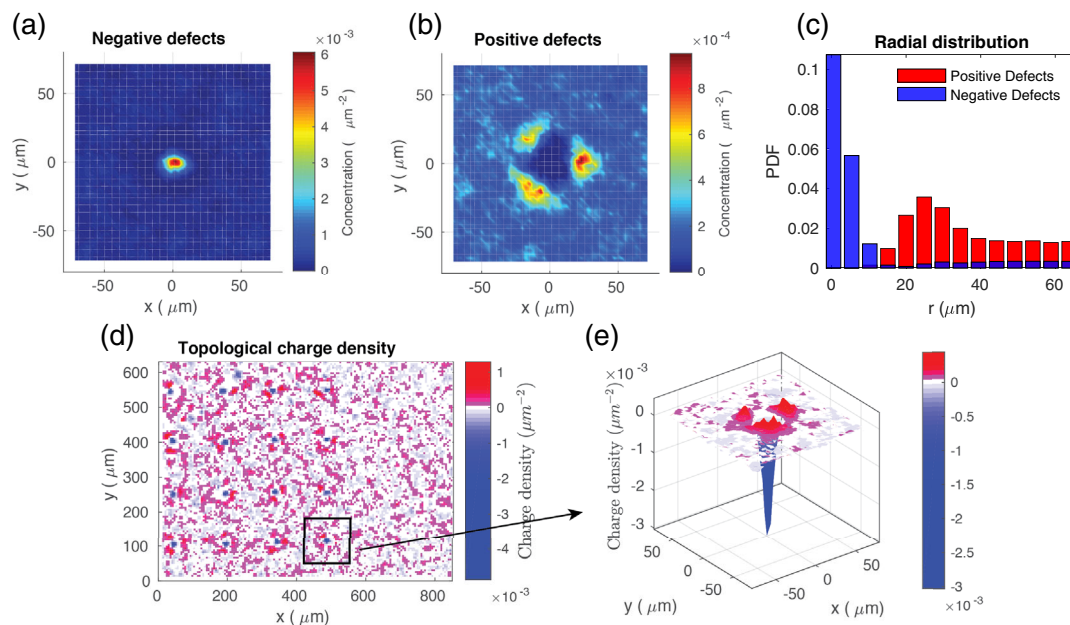 (a)
Negative defects
×10⁻³
6
5
4
3
2
1
0
Concentration ( μm⁻²)
50
0
-50
y ( μm)
-50 0 50
x ( μm)
(b)
Positive defects
×10⁻⁴
8
6
4
2
0
Concentration ( μm⁻²)
50
0
-50
y ( μm)
-50 0 50
x ( μm)
(c)
Radial distribution
Positive Defects
Negative Defects
0.1
0.08
0.06
0.04
0.02
0
PDF
0 20 40 60
r (μm)
(d)
Topological charge density
600
500
400
300
200
100
0
y ( μm)
0 200 400 600 800
x ( μm)
1
0
-1
-2
-3
-4
×10⁻³
Charge density (μm⁻²)
(e)
×10⁻³
0
-1
-2
-3
Charge density (μm⁻²)
50
0
-50
y ( μm)
-50
0
50
x ( μm)
0
-0.5
-1
-1.5
-2
-2.5
-3
×10⁻³